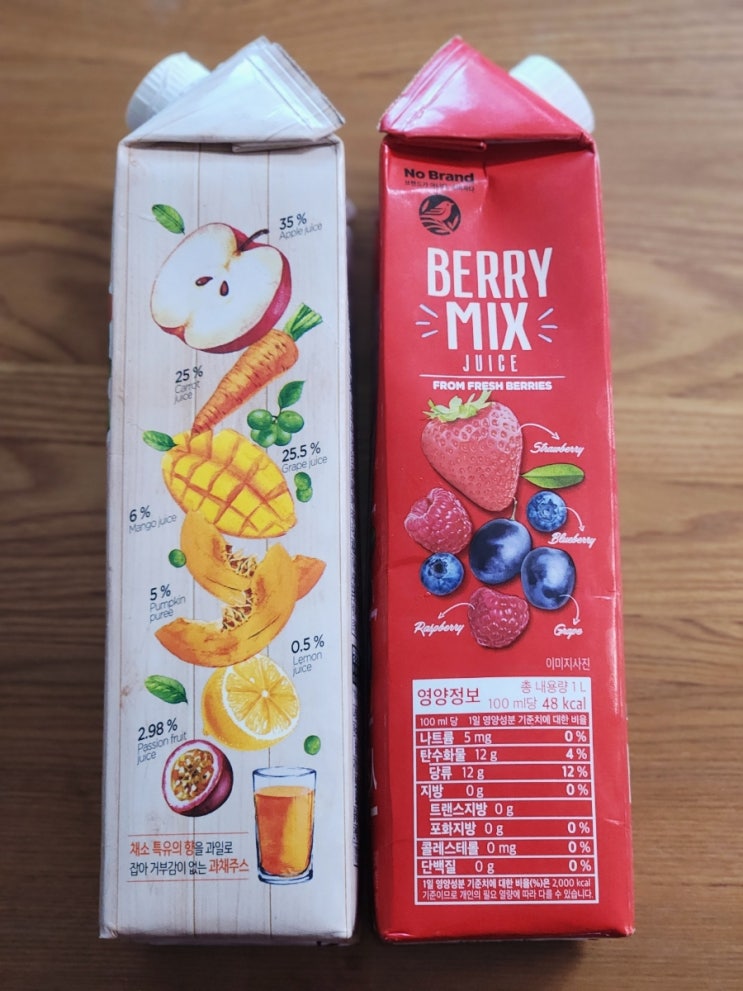 35 %
Apple juice
25 %
Carrot
juice
25.5 %
Grape juice
6 %
Mango juice
5 %
Pumpkin
puree
0.5 %
Lemon
juice
2.98 %
Passion fruit
juice
채소 특유의 향을 과일로
잡아 거부감이 없는 과채주스
No Brand
BERRY
MIX
JUICE
FROM FRESH BERRIES
Strawberry
Blueberry
Raspberry
Grape
이미지사진
영양정보
총 내용량 1 L
100 ml당 48 kcal
100 ml 당 1일 영양성분 기준치에 대한 비율
나트륨 5 mg 0 %
탄수화물 12 g 4 %
당류 12 g 12 %
지방 0 g 0 %
트랜스지방 0 g
포화지방 0 g 0 %
콜레스테롤 0 mg 0 %
단백질 0 g 0 %
1일 영양성분 기준치에 대한 비율(%)은 2,000 kcal
기준이므로 개인의 필요 열량에 따라 다를 수 있습니다.